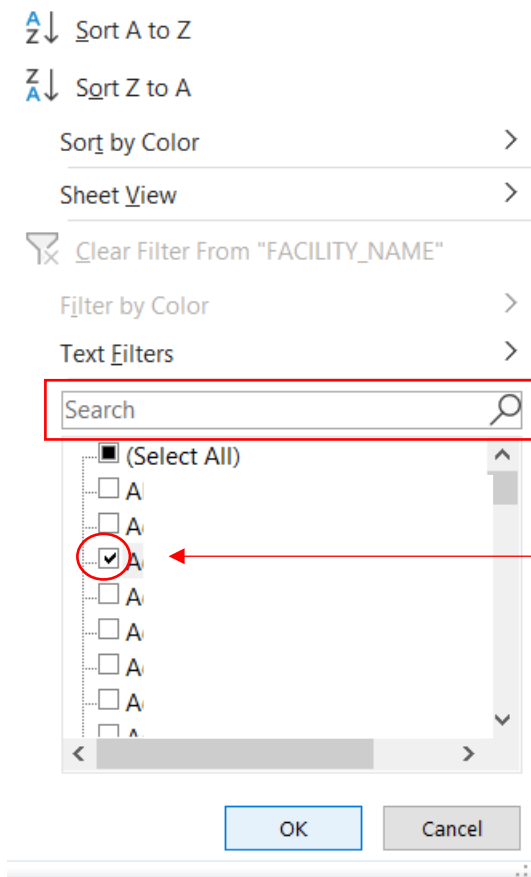 Sort A to Z
Sort Z to A
Sort by Color
Sheet View
Clear Filter From "FACILITY_NAME"
Filter by Color
Text Filters
Search
(Select All)
OK
Cancel